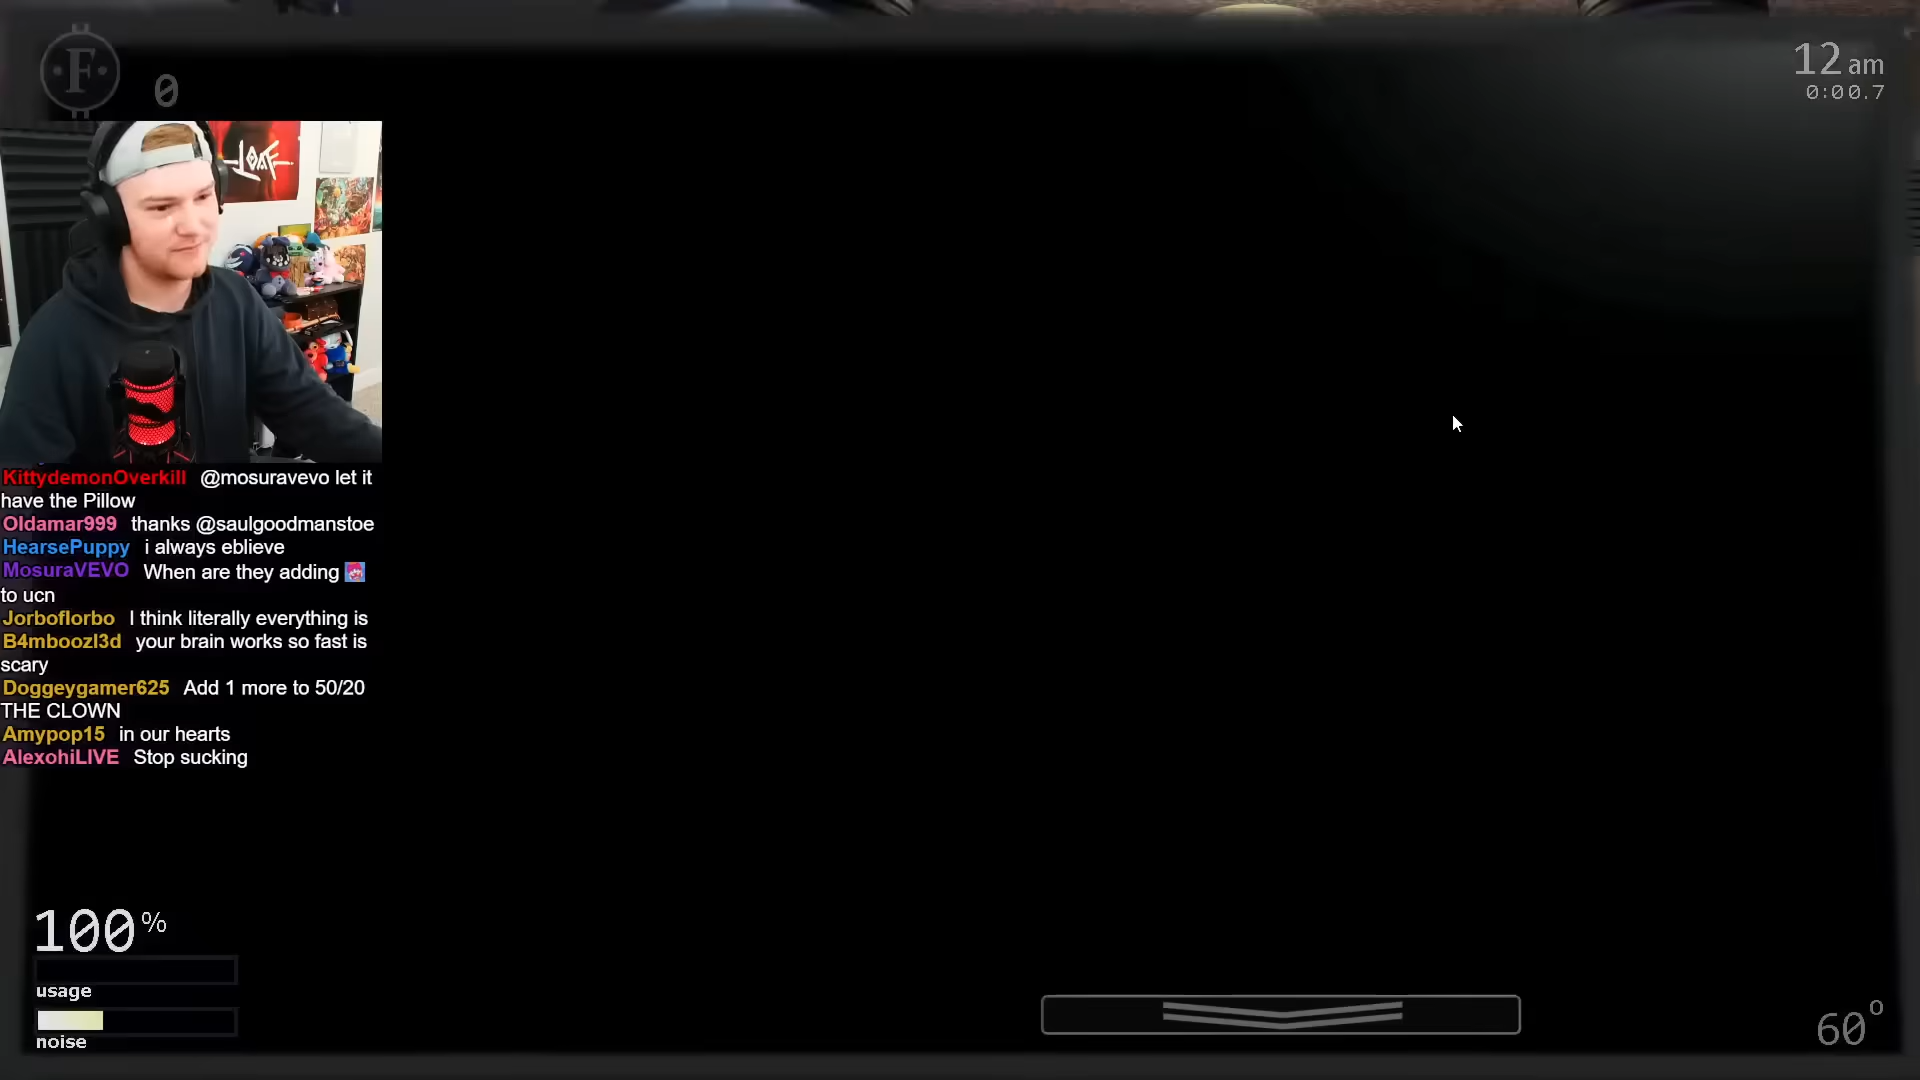 F
0
12 am
0:00.7
LOAF
KittydemonOverkill @mosuravevo let it
have the Pillow
Oldamar999 thanks @saulgoodmanstoe
HearsePuppy i always eblieve
MosuraVEVO When are they adding
to ucn
Jorboflorbo I think literally everything is
B4mboozl3d your brain works so fast is
scary
Doggeygamer625 Add 1 more to 50/20
THE CLOWN
Amypop15 in our hearts
AlexohiLIVE Stop sucking
100%
usage
noise
60°